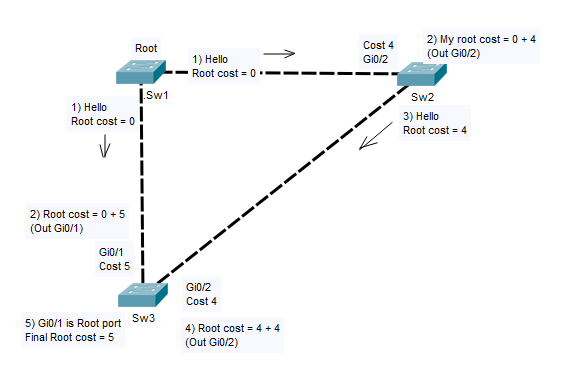 Root
1) Hello
Root cost = 0
Cost 4
Gi0/2
2) My root cost = 0 + 4
(Out Gi0/2)
.Sw1
Sw2
1) Hello
Root cost = 0
3) Hello
Root cost = 4
2) Root cost = 0 + 5
(Out Gi0/1)
Gi0/1
Cost 5
Gi0/2
Cost 4
Sw3
5) Gi0/1 is Root port
Final Root cost = 5
4) Root cost = 4 + 4
(Out Gi0/2)